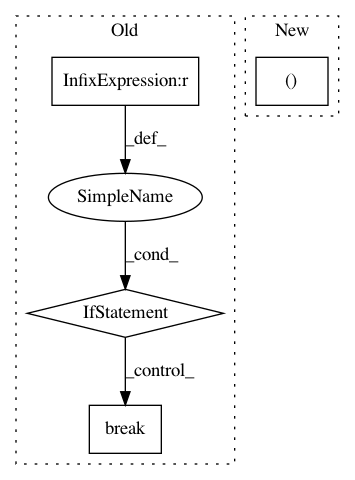 Old
New
InfixExpression:r
()
_def_
SimpleName
_cond_
IfStatement
_control_
break